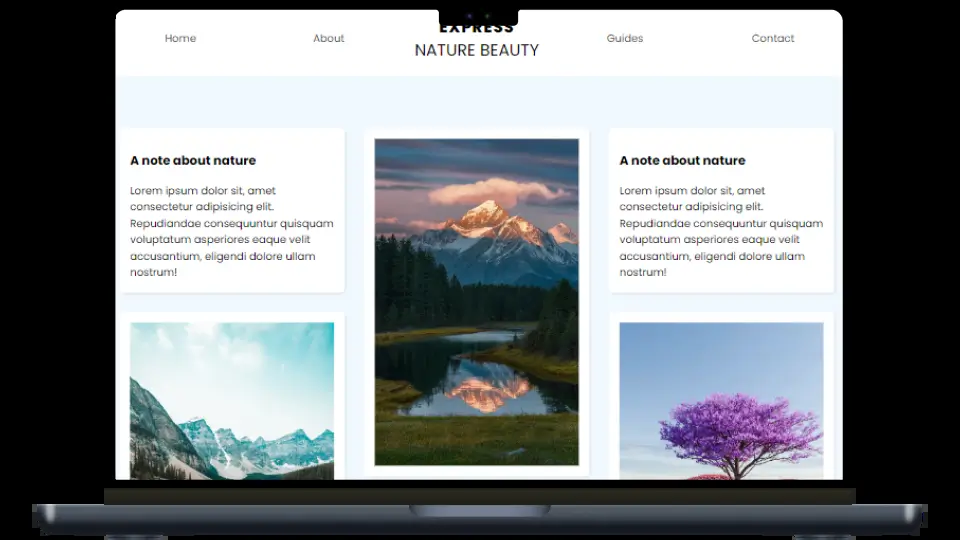 Home
About
EXPRESS
NATURE BEAUTY
Guides
Contact
A note about nature
Lorem ipsum dolor sit, amet
consectetur adipisicing elit.
Repudiandae consequuntur quisquam
voluptatum asperiores eaque velit
accusantium, eligendi dolore ullam
nostrum!
A note about nature
Lorem ipsum dolor sit, amet
consectetur adipisicing elit.
Repudiandae consequuntur quisquam
voluptatum asperiores eaque velit
accusantium, eligendi dolore ullam
nostrum!